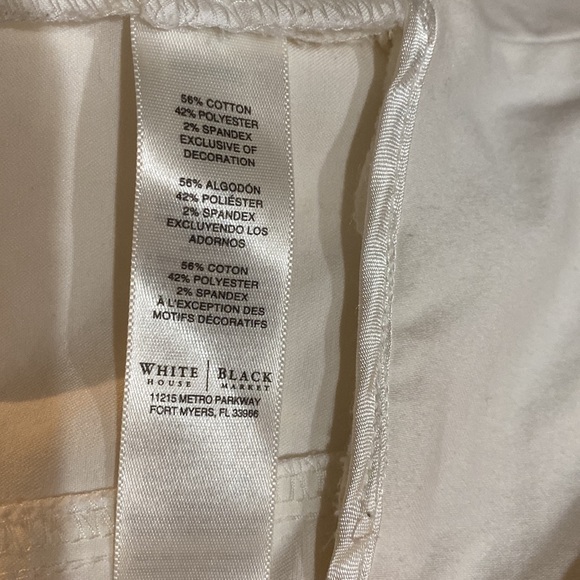 56% COTTON
42% POLYESTER
2% SPANDEX
EXCLUSIVE OF
DECORATION
56% ALGODÓN
42% POLIÉSTER
2% SPANDEX
EXCLUYENDO LOS
ADORNOS
56% COTON
42% POLYESTER
2% SPANDEX
À L'EXCEPTION DES
MOTIFS DÉCORATIFS
WHITE | BLACK
HOUSE | MARKET
11215 METRO PARKWAY
FORT MYERS, FL 33966